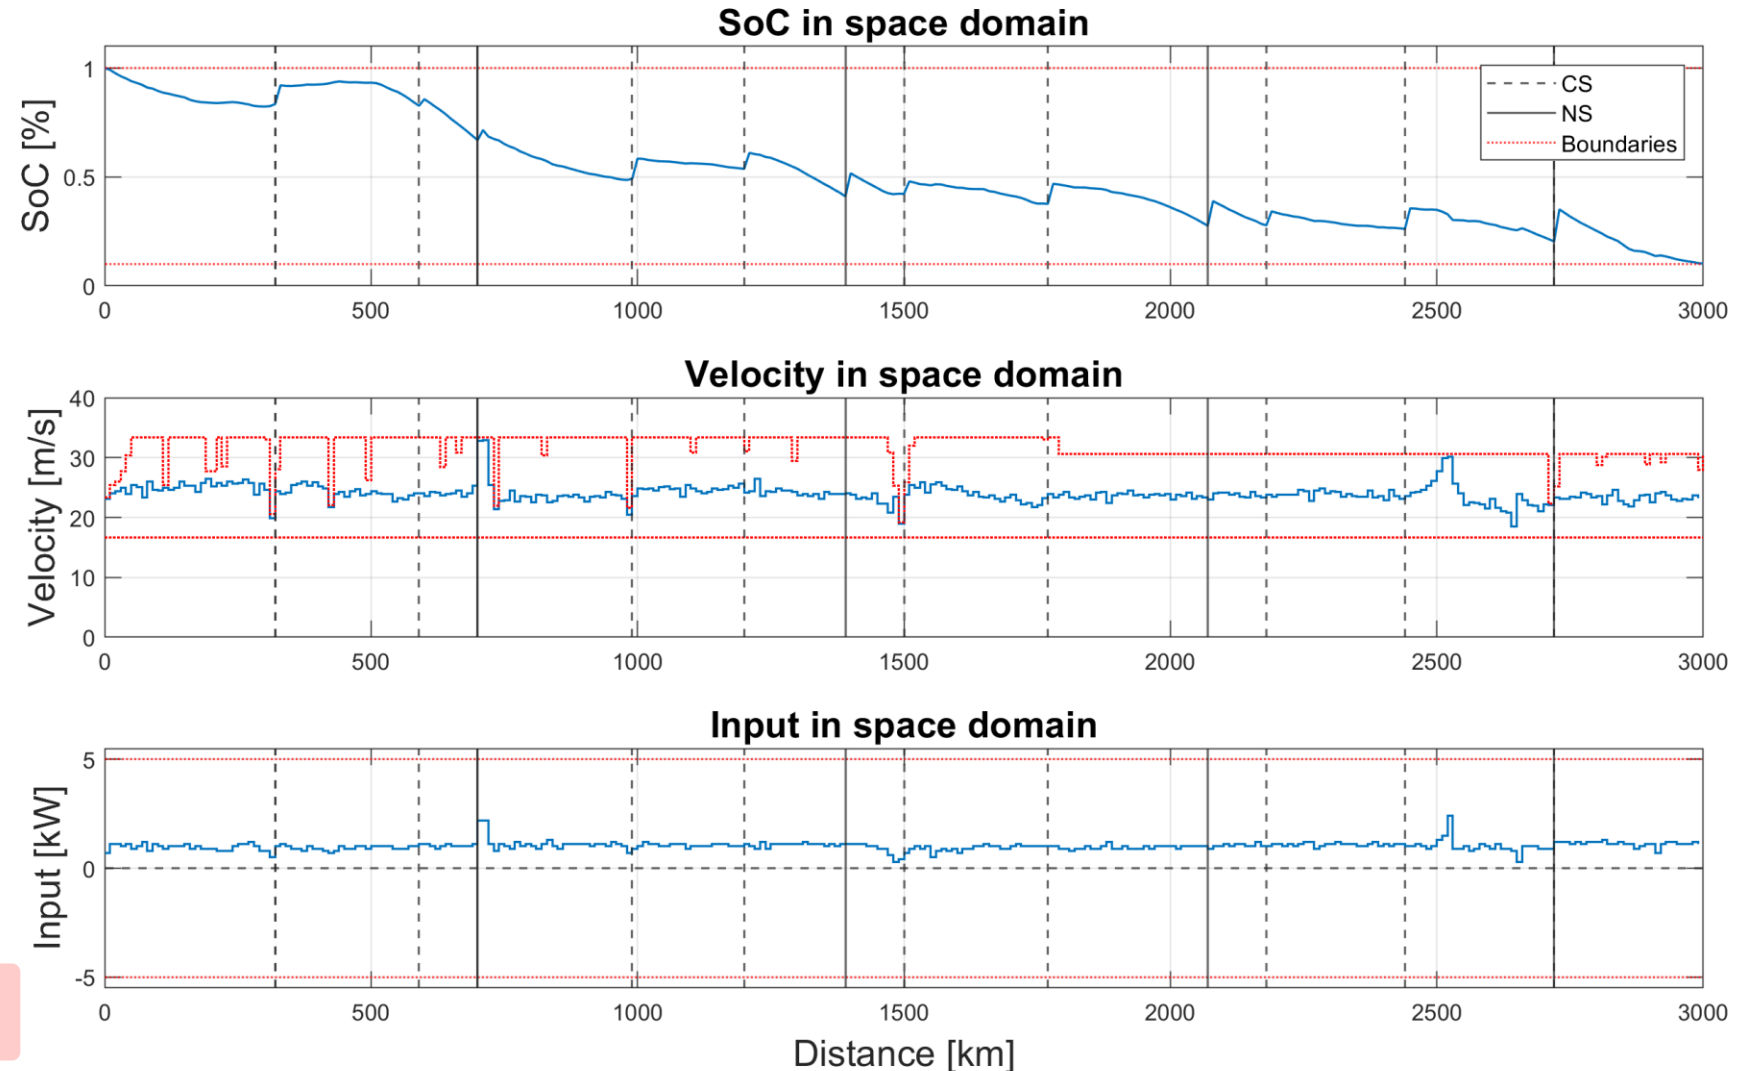 SoC in space domain
SoC [%]
1
0.5
0
CS
NS
Boundaries
0 500 1000 1500 2000 2500 3000
Velocity in space domain
Velocity [m/s]
40
30
20
10
0
0 500 1000 1500 2000 2500 3000
Input in space domain
Input [kW]
5
0
-5
0 500 1000 1500 2000 2500 3000
Distance [km]